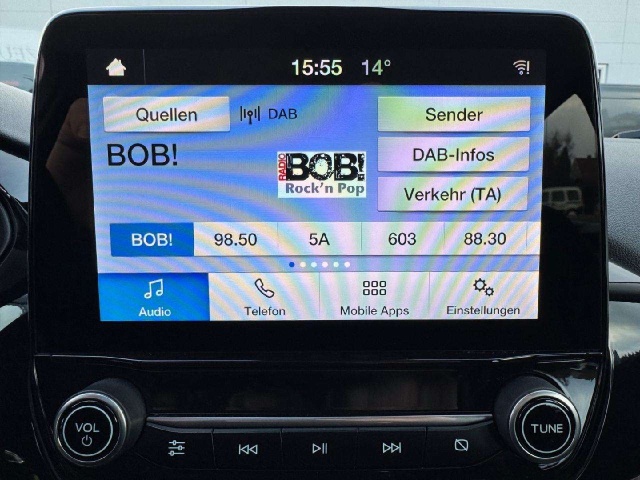 15:55 14°
Quellen DAB Sender
BOB! DAB-Infos
RADIO BOB!
Rock'n Pop
Verkehr (TA)
BOB! 98.50 5A 603 88.30
Audio Telefon Mobile Apps Einstellungen
VOL TUNE